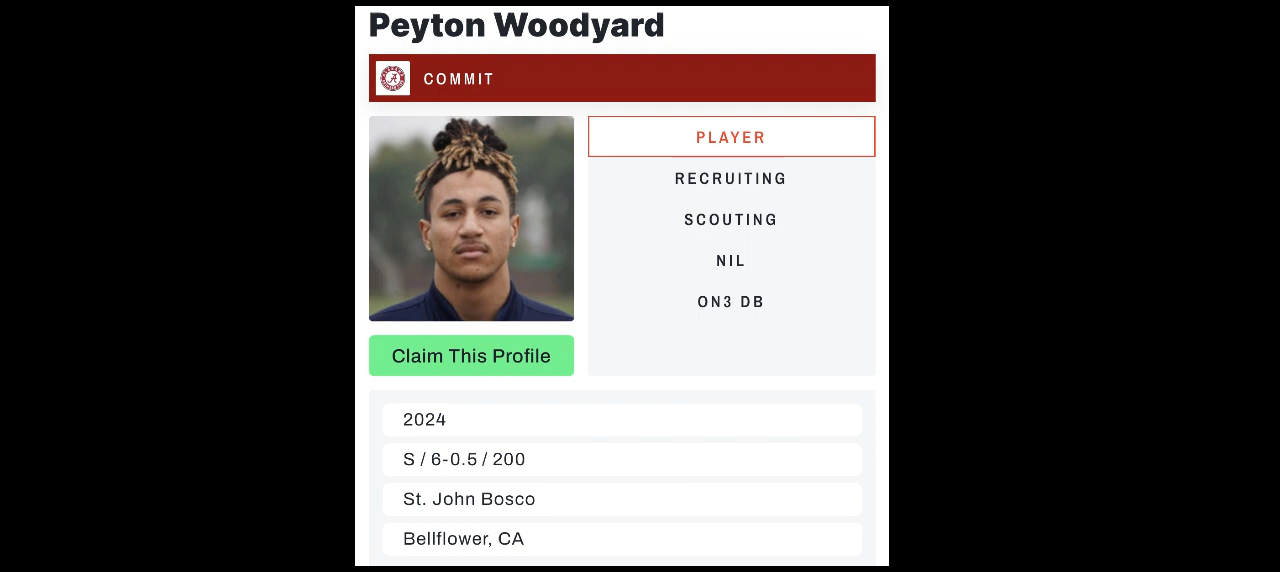 Peyton Woodyard
COMMIT
PLAYER
RECRUITING
SCOUTING
NIL
ON3 DB
Claim This Profile
2024
S / 6-0.5 / 200
St. John Bosco
Bellflower, CA